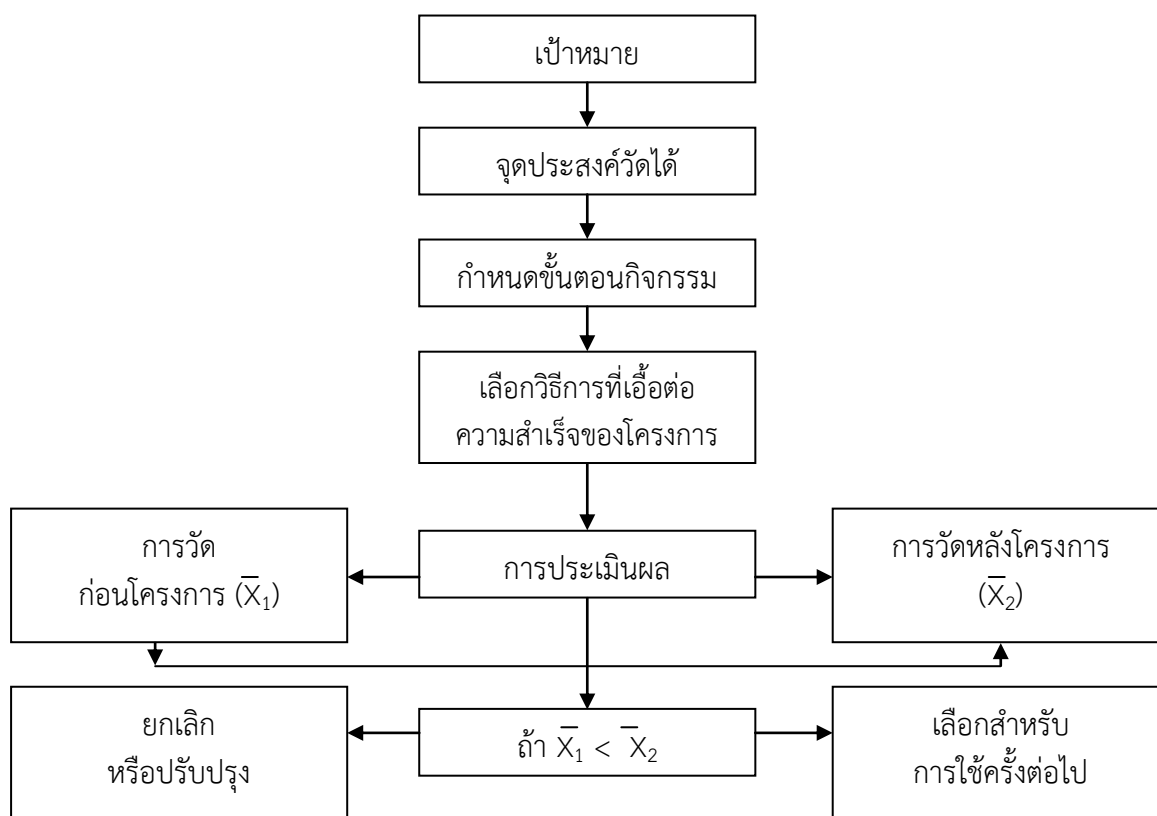 เป้าหมาย
จุดประสงค์วัดได้
กำหนดขั้นตอนกิจกรรม
เลือกวิธีการที่เอื้อต่อ
ความสำเร็จของโครงการ
การวัด
ก่อนโครงการ (X̅₁)
การประเมินผล
การวัดหลังโครงการ
(X̅₂)
ยกเลิก
หรือปรับปรุง
ถ้า X̅₁ < X̅₂
เลือกสำหรับ
การใช้ครั้งต่อไป